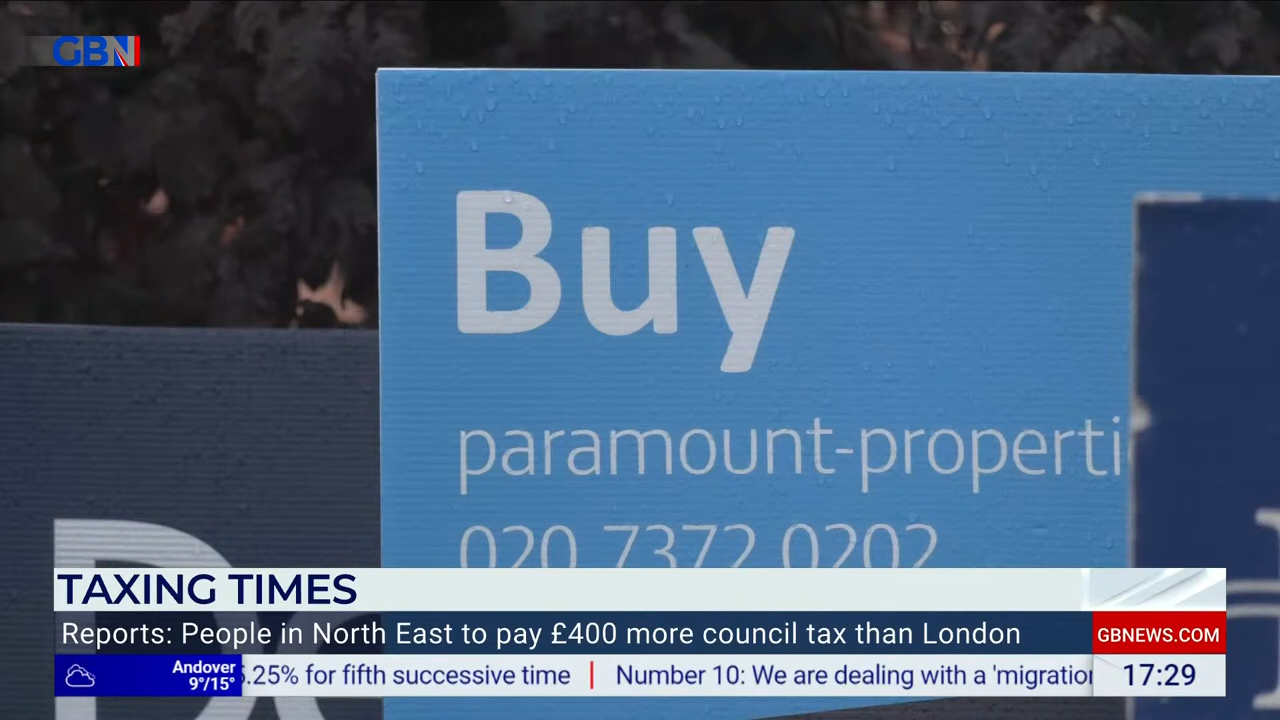 GBN
Buy
paramount-properti
020 7372 0202
TAXING TIMES
Reports: People in North East to pay £400 more council tax than London
GBNEWS.COM
Andover
9°/15°
5.25% for fifth successive time | Number 10: We are dealing with a 'migration
17:29